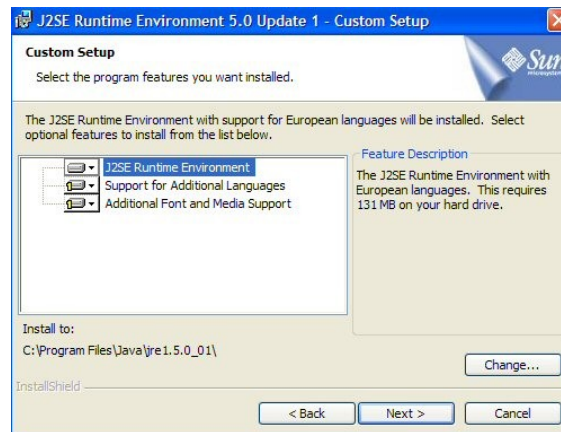 J2SE Runtime Environment 5.0 Update 1 - Custom Setup
Custom Setup
Select the program features you want installed.
Sun
microsystems
The J2SE Runtime Environment with support for European languages will be installed. Select
optional features to install from the list below.
J2SE Runtime Environment
Support for Additional Languages
Additional Font and Media Support
Feature Description
The J2SE Runtime Environment with
European languages. This requires
131 MB on your hard drive.
Install to:
C:\Program Files\Java\jre1.5.0_01\
Change...
InstallShield
< Back
Next >
Cancel